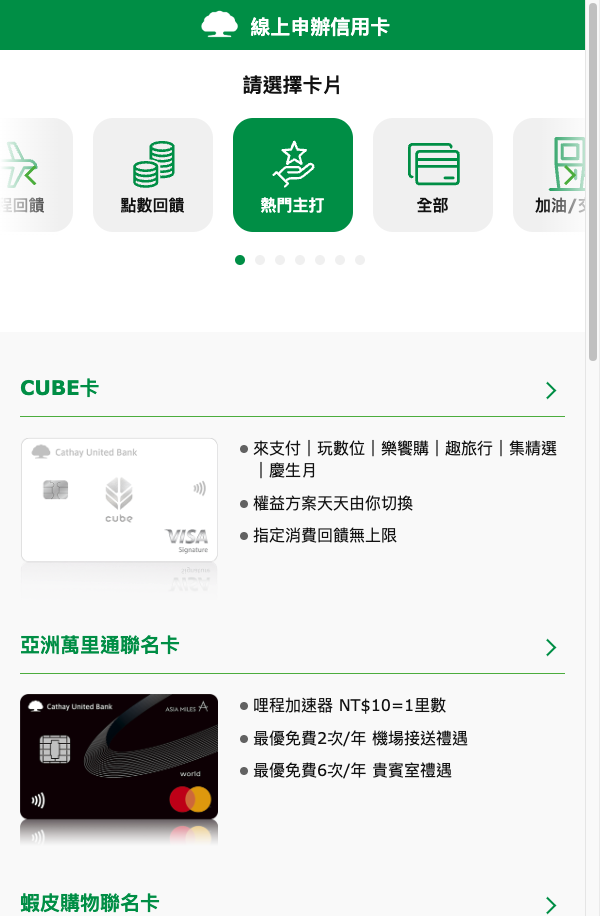 線上申辦信用卡
請選擇卡片
程回饋
點數回饋
熱門主打
全部
加油/交
CUBE卡
Cathay United Bank
cube
VISA
Signature
來支付｜玩數位｜樂饗購｜趣旅行｜集精選
｜慶生月
權益方案天天由你切換
指定消費回饋無上限
亞洲萬里通聯名卡
Cathay United Bank
ASIA MILES
world
哩程加速器 NT$10=1里數
最優免費2次/年 機場接送禮遇
最優免費6次/年 貴賓室禮遇
蝦皮購物聯名卡